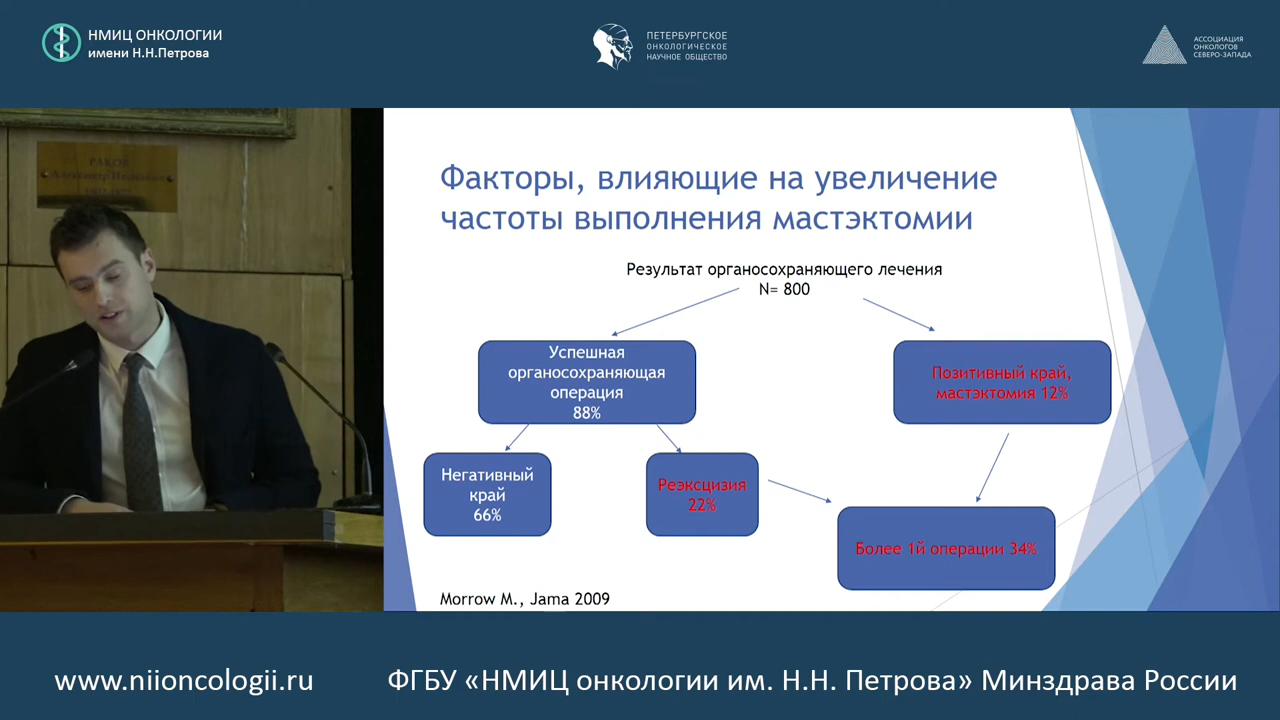 НМИЦ ОНКОЛОГИИ
имени Н.Н.Петрова
ПЕТЕРБУРГСКОЕ
ОНКОЛОГИЧЕСКОЕ
НАУЧНОЕ ОБЩЕСТВО
АССОЦИАЦИЯ
ОНКОЛОГОВ
СЕВЕРО-ЗАПАДА
РАКОВ
Факторы, влияющие на увеличение
частоты выполнения мастэктомии
Результат органосохраняющего лечения
N= 800
Успешная
органосохраняющая
операция
88%
Позитивный край,
мастэктомия 12%
Негативный
край
66%
Реэксцизия
22%
Более 1й операции 34%
Morrow M., Jama 2009
www.niioncologii.ru
ФГБУ «НМИЦ онкологии им. Н.Н. Петрова» Минздрава России